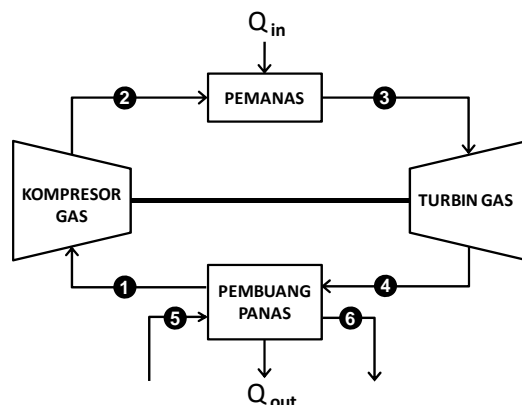 Q in
2
PEMANAS
3
KOMPRESOR
GAS
TURBIN GAS
1
PEMBUANG
PANAS
4
5
6
Q out